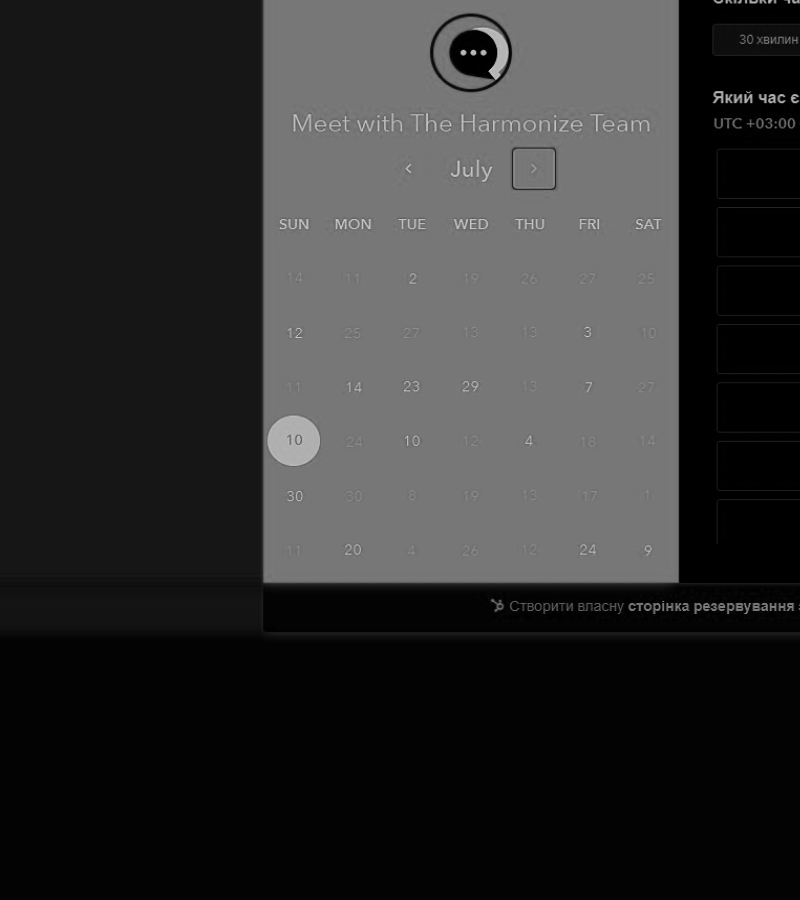 30 хвилин
Meet with The Harmonize Team
Який час є
UTC +03:00
July
SUN MON TUE WED THU FRI SAT
14 11 2 19 26 27 25
12 25 27 13 13 3 10
11 14 23 29 13 7 27
10 24 10 12 4 18 14
30 30 8 19 13 17 1
11 20 4 26 12 24 9
Створити власну сторінка резервування